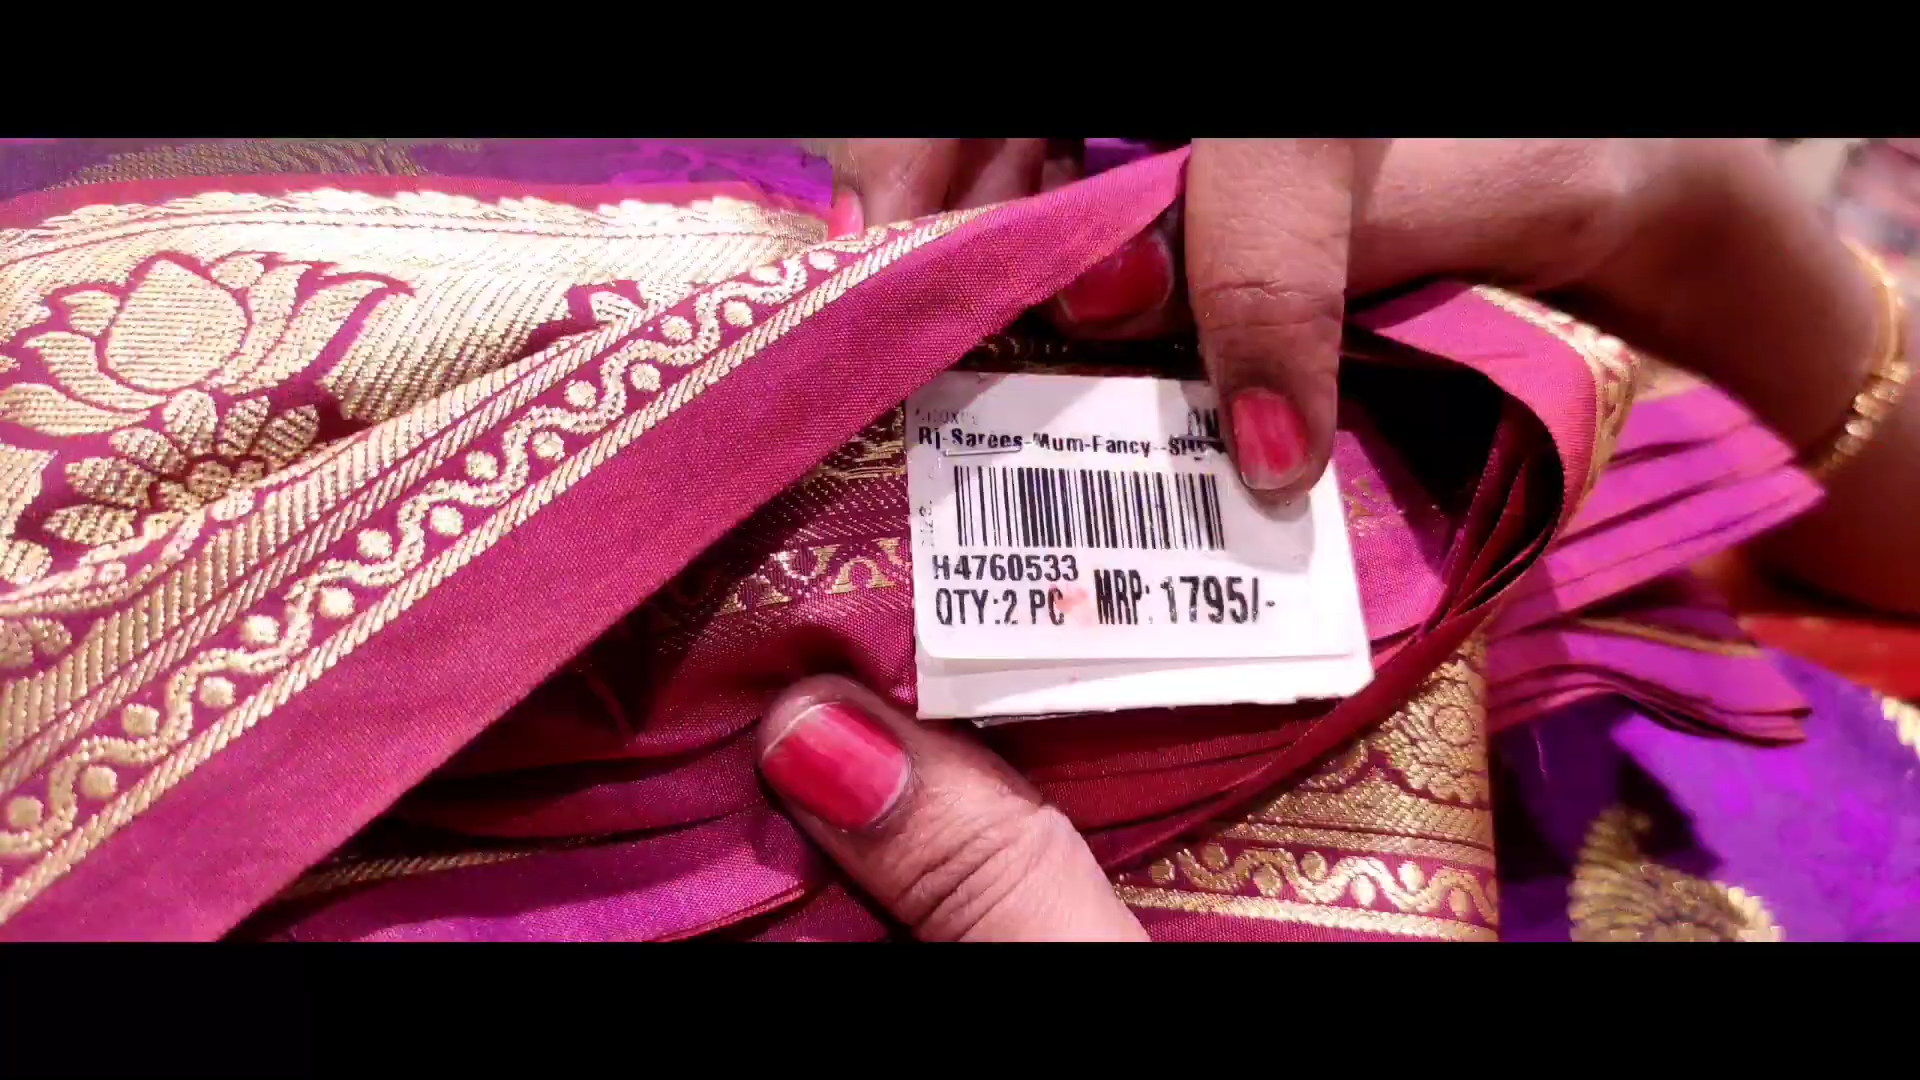 Rj-Sarees-Mum-Fancy--
H4760533
QTY:2 PC MRP: 1795/-